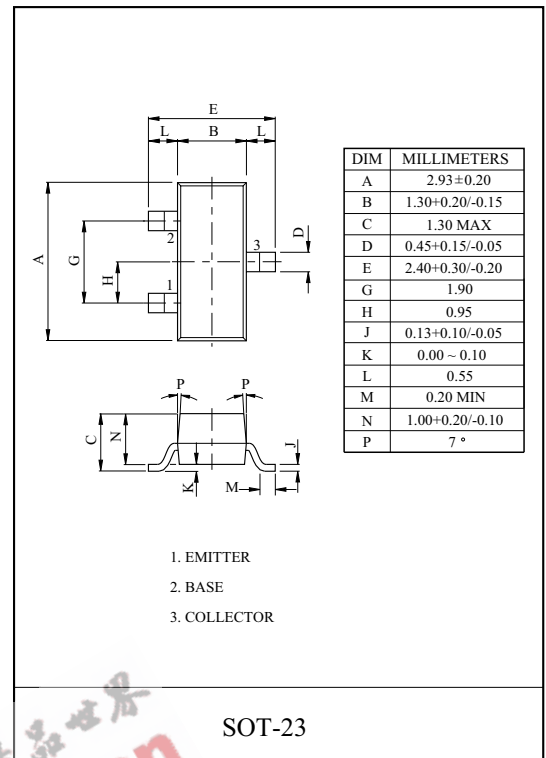 E
L B L
A
G
H
D
2
3
1
DIM MILLIMETERS
A 2.93±0.20
B 1.30+0.20/-0.15
C 1.30 MAX
D 0.45+0.15/-0.05
E 2.40+0.30/-0.20
G 1.90
H 0.95
J 0.13+0.10/-0.05
K 0.00 ~ 0.10
L 0.55
M 0.20 MIN
N 1.00+0.20/-0.10
P 7 °
P P
C
N
K
M
J
1. EMITTER
2. BASE
3. COLLECTOR
SOT-23
品世界